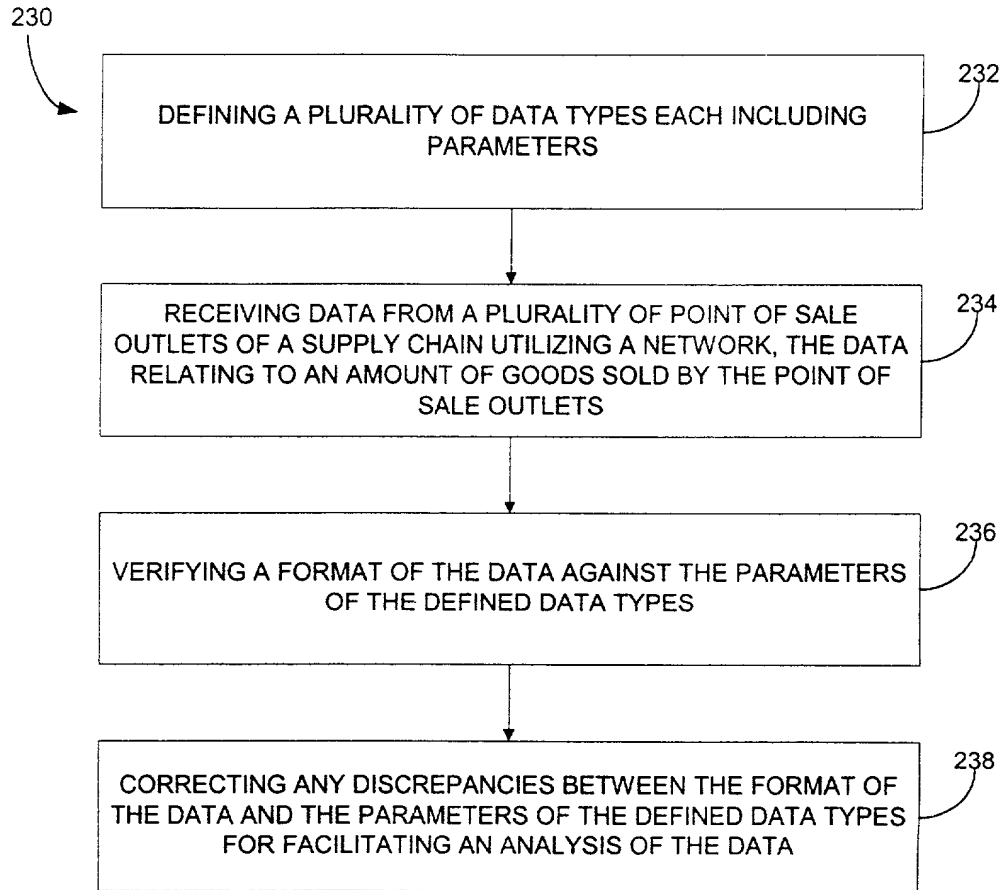 230
232
DEFINING A PLURALITY OF DATA TYPES EACH INCLUDING
PARAMETERS
234
RECEIVING DATA FROM A PLURALITY OF POINT OF SALE
OUTLETS OF A SUPPLY CHAIN UTILIZING A NETWORK, THE DATA
RELATING TO AN AMOUNT OF GOODS SOLD BY THE POINT OF
SALE OUTLETS
236
VERIFYING A FORMAT OF THE DATA AGAINST THE PARAMETERS
OF THE DEFINED DATA TYPES
238
CORRECTING ANY DISCREPANCIES BETWEEN THE FORMAT OF
THE DATA AND THE PARAMETERS OF THE DEFINED DATA TYPES
FOR FACILITATING AN ANALYSIS OF THE DATA